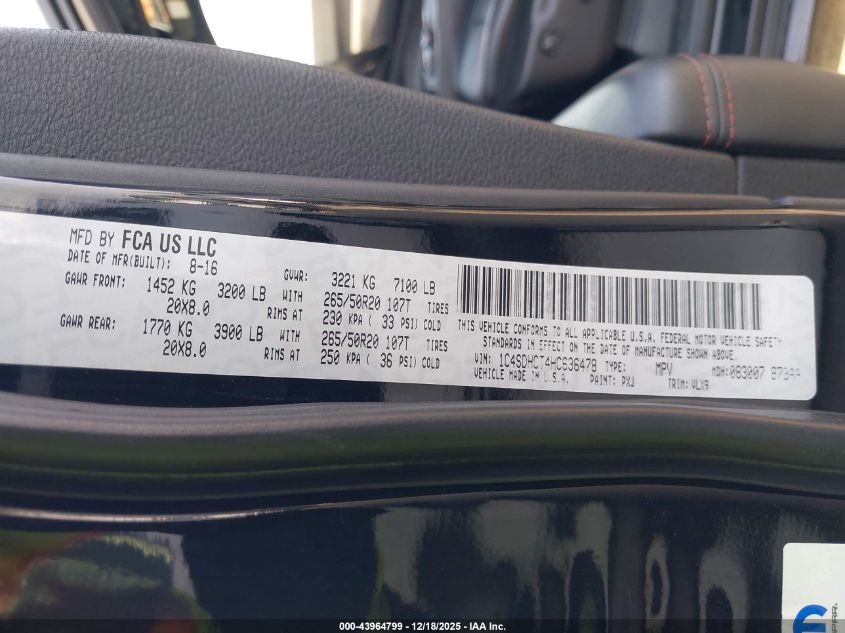 MFD BY FCA US LLC
DATE OF MFR(BUILT): 8-16
GVWR: 3221 KG 7100 LB
GAWR FRONT: 1452 KG 3200 LB WITH 265/50R20 107T TIRES
20X8.0 RIMS AT 230 KPA ( 33 PSI) COLD
GAWR REAR: 1770 KG 3900 LB WITH 265/50R20 107T TIRES
20X8.0 RIMS AT 250 KPA ( 36 PSI) COLD
THIS VEHICLE CONFORMS TO ALL APPLICABLE U.S.A. FEDERAL MOTOR VEHICLE SAFETY
STANDARDS IN EFFECT ON THE DATE OF MANUFACTURE SHOWN ABOVE.
VIN: 1C4SDHCT4HC636478 TYPE: MPV MDH: 083007
VEHICLE MADE IN U.S.A. PAINT: PXJ TRIM: VLX9
000-43964799 - 12/18/2025 - IAA Inc.